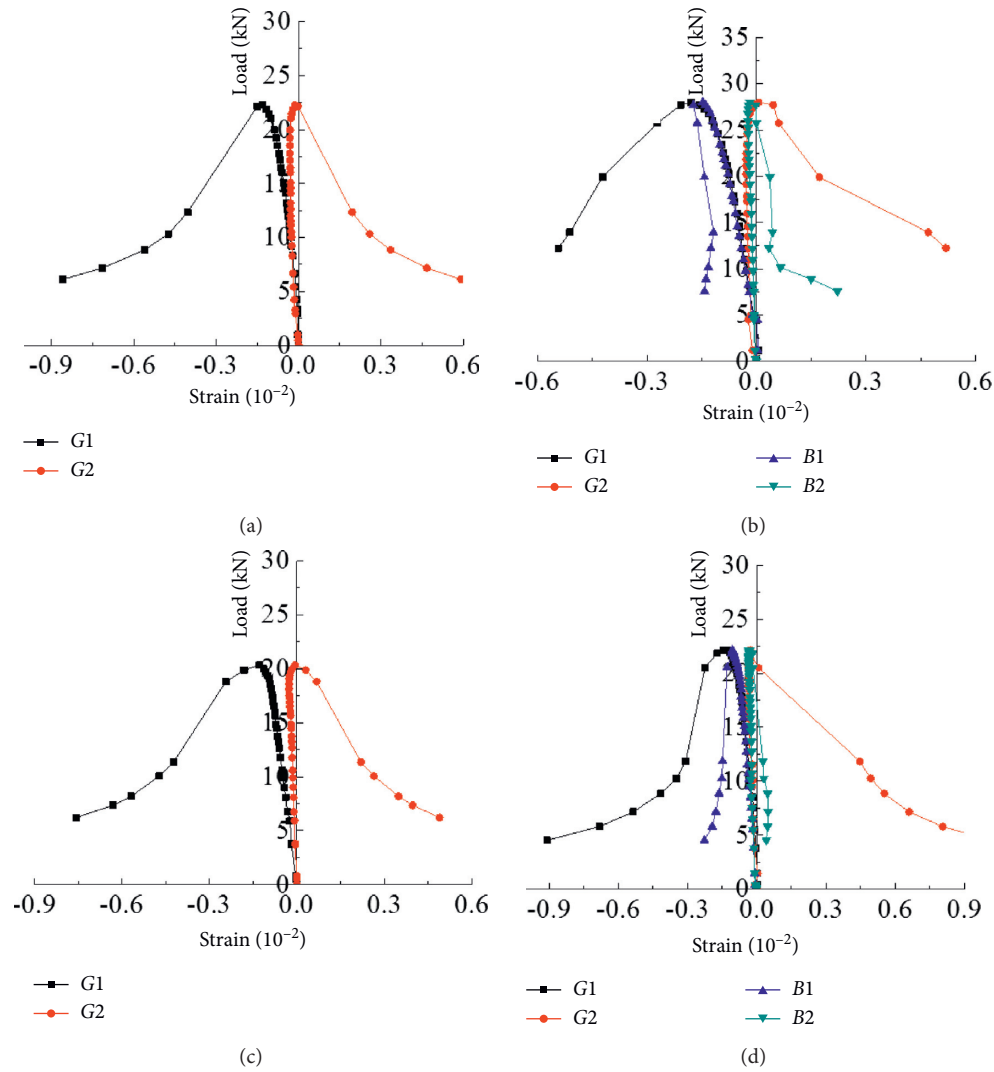 Load (kN)
30
25
20
15
10
5
0
-0.9 -0.6 -0.3 0.0 0.3 0.6
Strain (10⁻²)
G1
G2
(a)
Load (kN)
35
30
25
20
15
10
5
0
-0.6 -0.3 0.0 0.3 0.6
Strain (10⁻²)
G1 B1
G2 B2
(b)
Load (kN)
30
25
20
15
10
5
0
-0.9 -0.6 -0.3 0.0 0.3 0.6
Strain (10⁻²)
G1
G2
(c)
Load (kN)
30
25
20
15
10
5
0
-0.9 -0.6 -0.3 0.0 0.3 0.6 0.9
Strain (10⁻²)
G1 B1
G2 B2
(d)